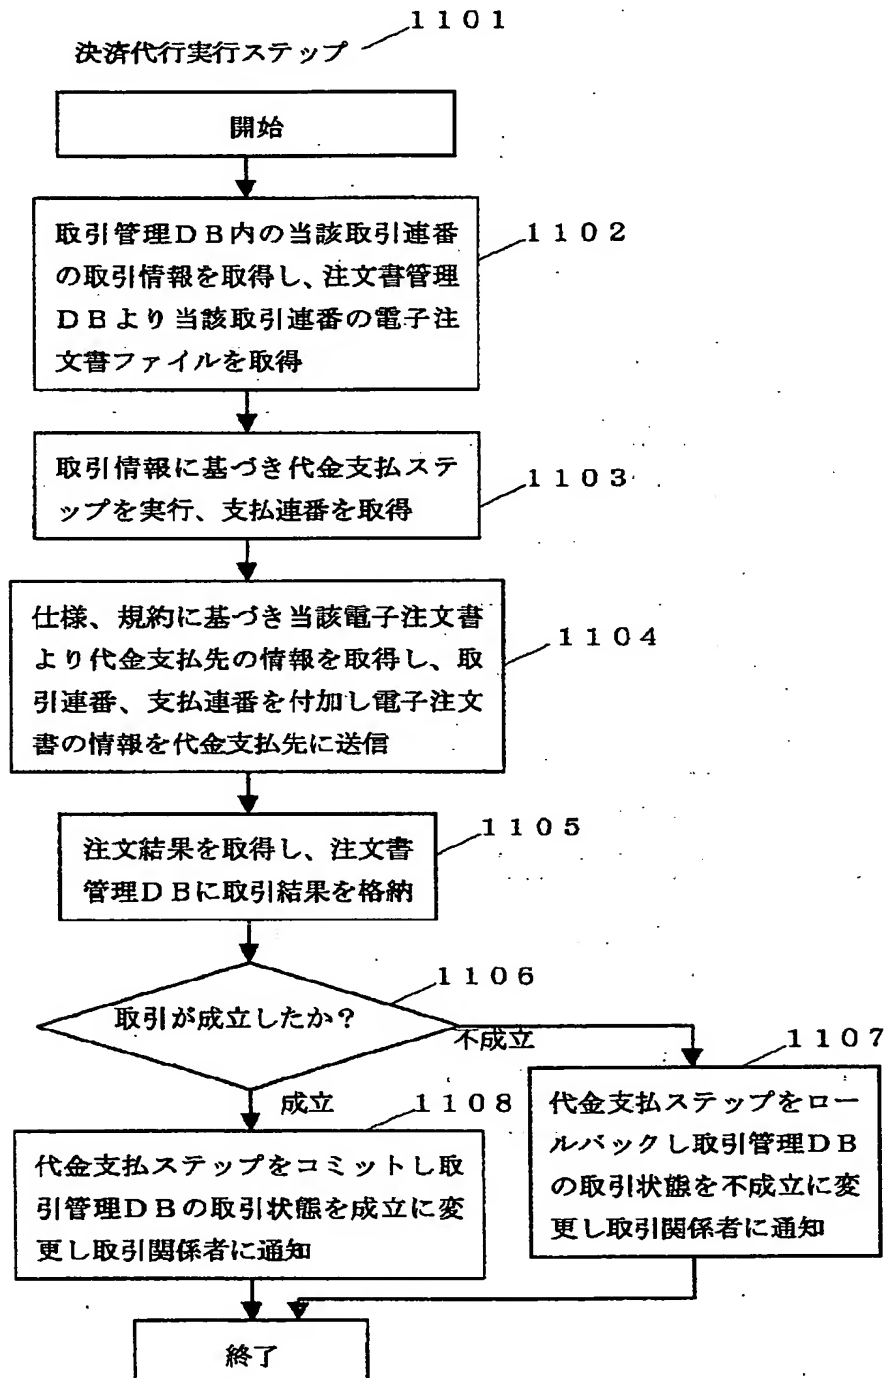 １１０１
決済代行実行ステップ
開始
取引管理ＤＢ内の当該取引連番
の取引情報を取得し、注文書管理
ＤＢより当該取引連番の電子注
文書ファイルを取得
１１０２
取引情報に基づき代金支払ステ
ップを実行、支払連番を取得
１１０３
仕様、規約に基づき当該電子注文書
より代金支払先の情報を取得し、取
引連番、支払連番を付加し電子注文
書の情報を代金支払先に送信
１１０４
注文結果を取得し、注文書
管理ＤＢに取引結果を格納
１１０５
取引が成立したか？
１１０６
不成立
成立
１１０７
代金支払ステップをロー
ルバックし取引管理ＤＢ
の取引状態を不成立に変
更し取引関係者に通知
１１０８
代金支払ステップをコミットし取
引管理ＤＢの取引状態を成立に変
更し取引関係者に通知
終了